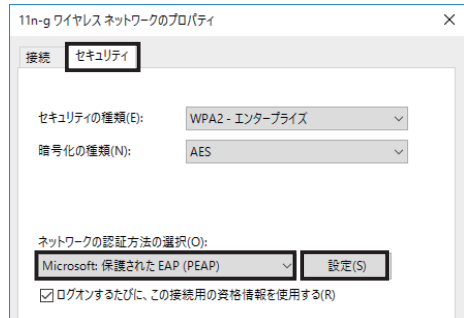 11n-g ワイヤレス ネットワークのプロパティ
接続 セキュリティ
セキュリティの種類(E): WPA2 - エンタープライズ
暗号化の種類(N): AES
ネットワークの認証方法の選択(O):
Microsoft: 保護された EAP (PEAP) 設定(S)
ログオンするたびに、この接続用の資格情報を使用する(R)